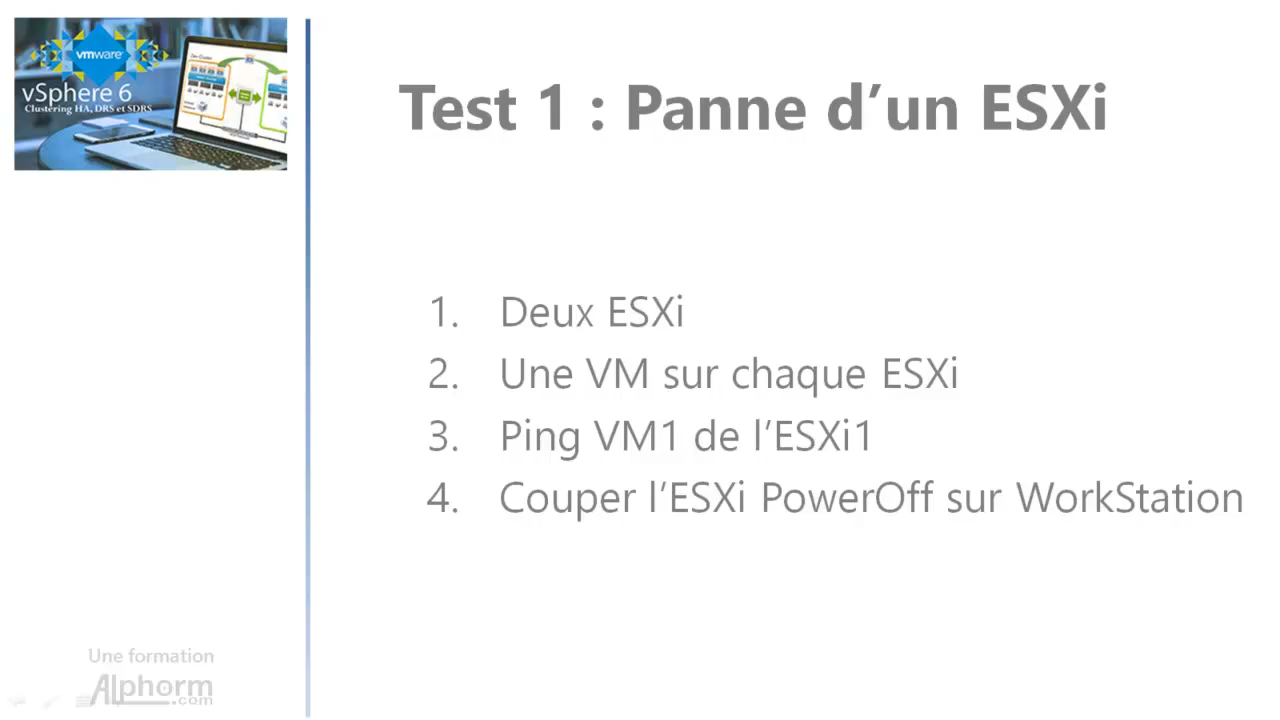 vmware
vSphere 6
Clustering HA, DRS et SDRS
Test 1 : Panne d’un ESXi
1. Deux ESXi
2. Une VM sur chaque ESXi
3. Ping VM1 de l’ESXi1
4. Couper l’ESXi PowerOff sur WorkStation
Une formation
Alphorm
.com